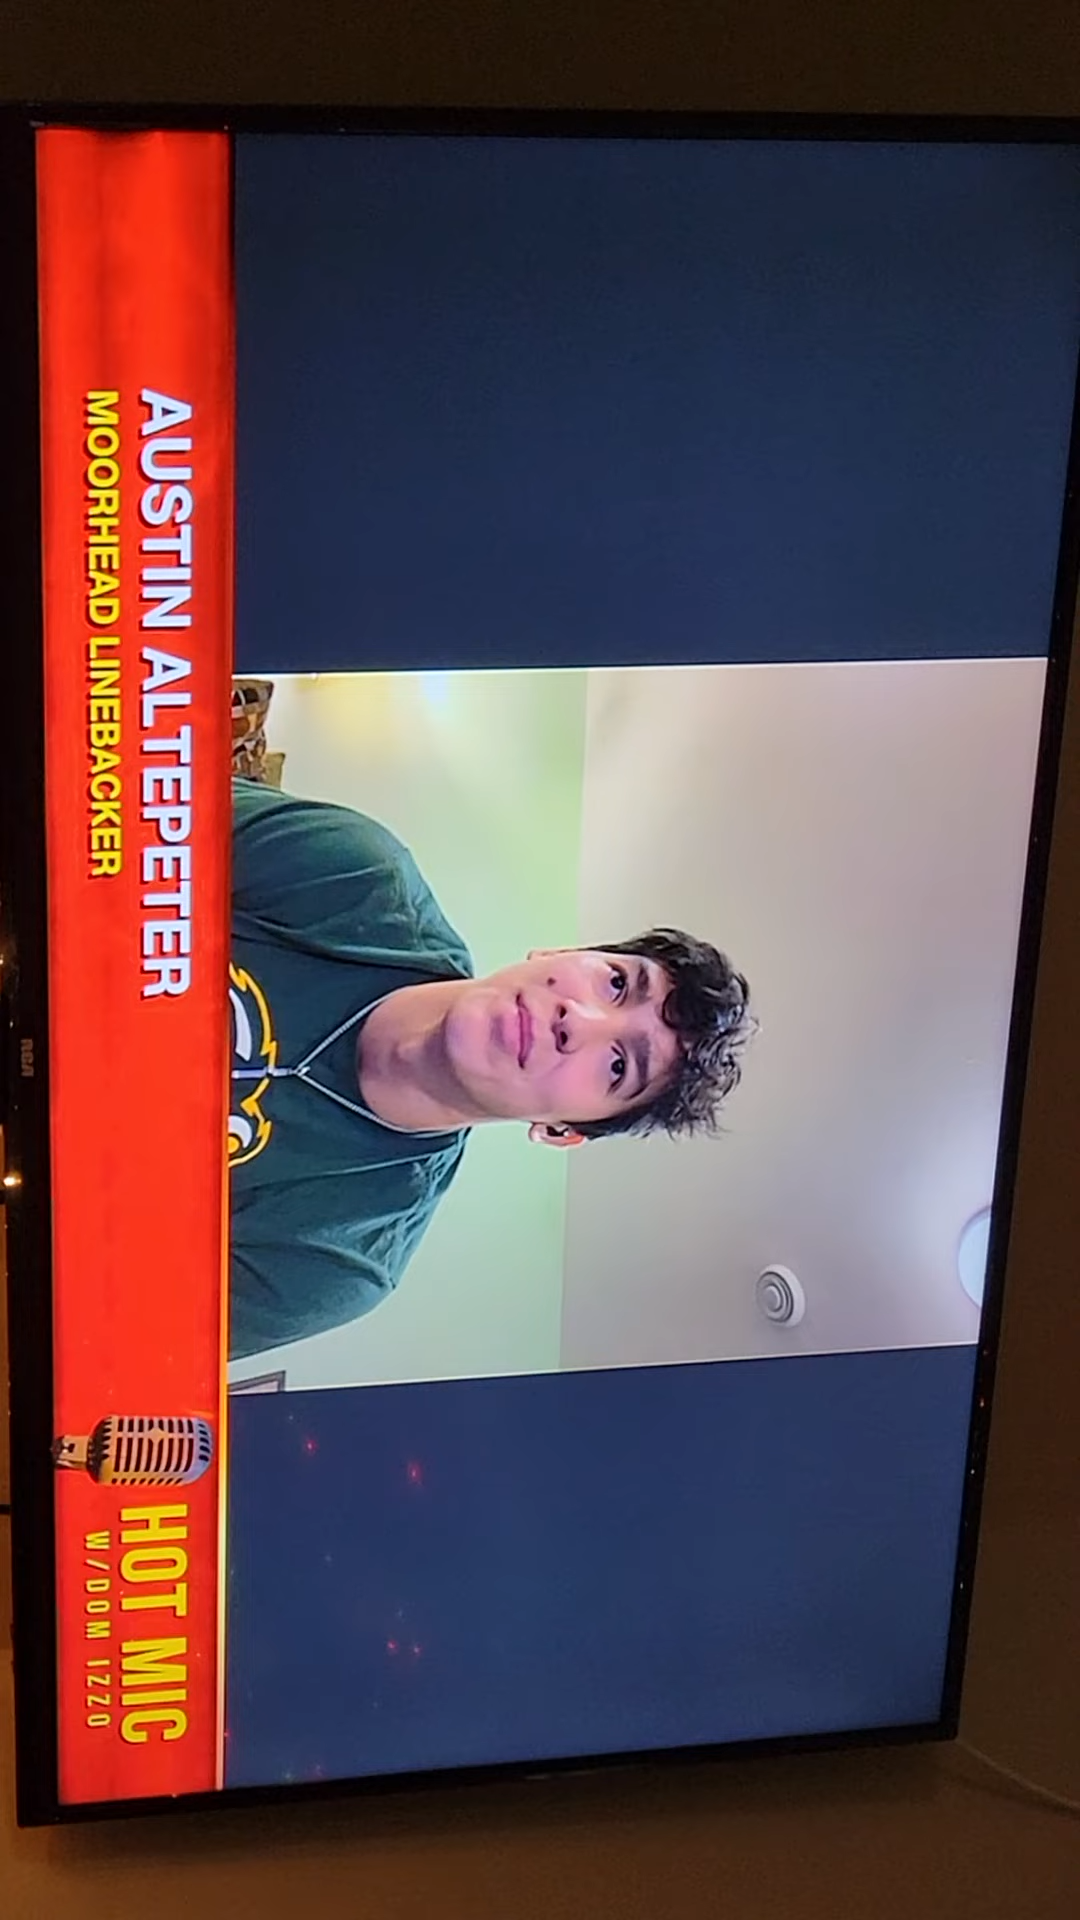 AUSTIN ALTEPETER
MOORHEAD LINEBACKER
HOT MIC
W/DOM IZZO
RCA